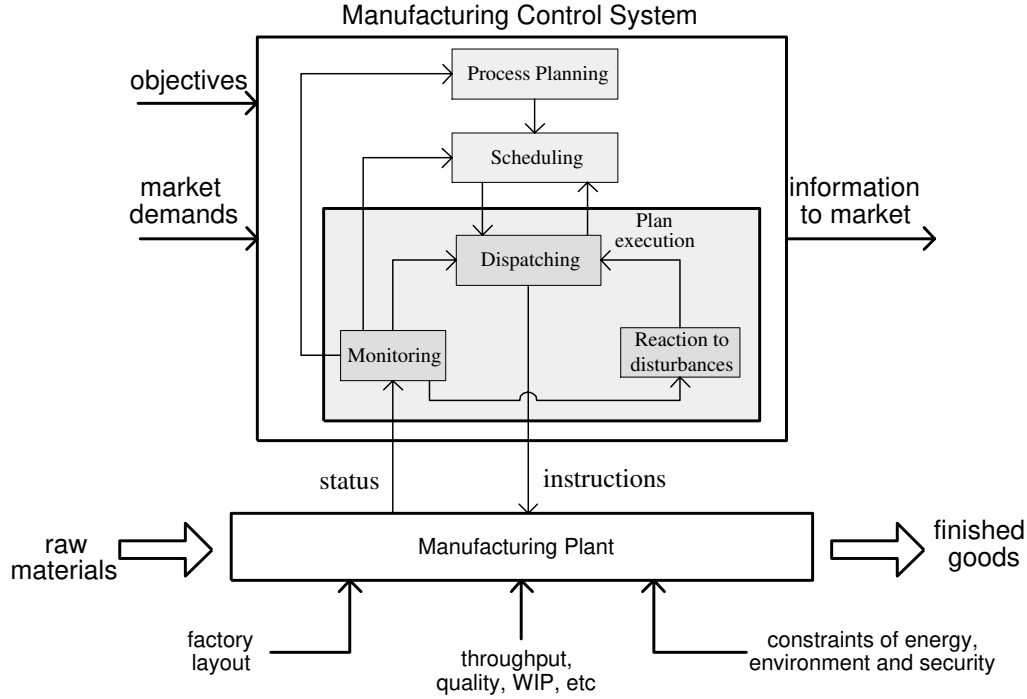 Manufacturing Control System
Process Planning
objectives
Scheduling
market
demands
information
to market
Plan
execution
Dispatching
Monitoring
Reaction to
disturbances
status
instructions
raw
materials
Manufacturing Plant
finished
goods
factory
layout
throughput,
quality, WIP, etc
constraints of energy,
environment and security